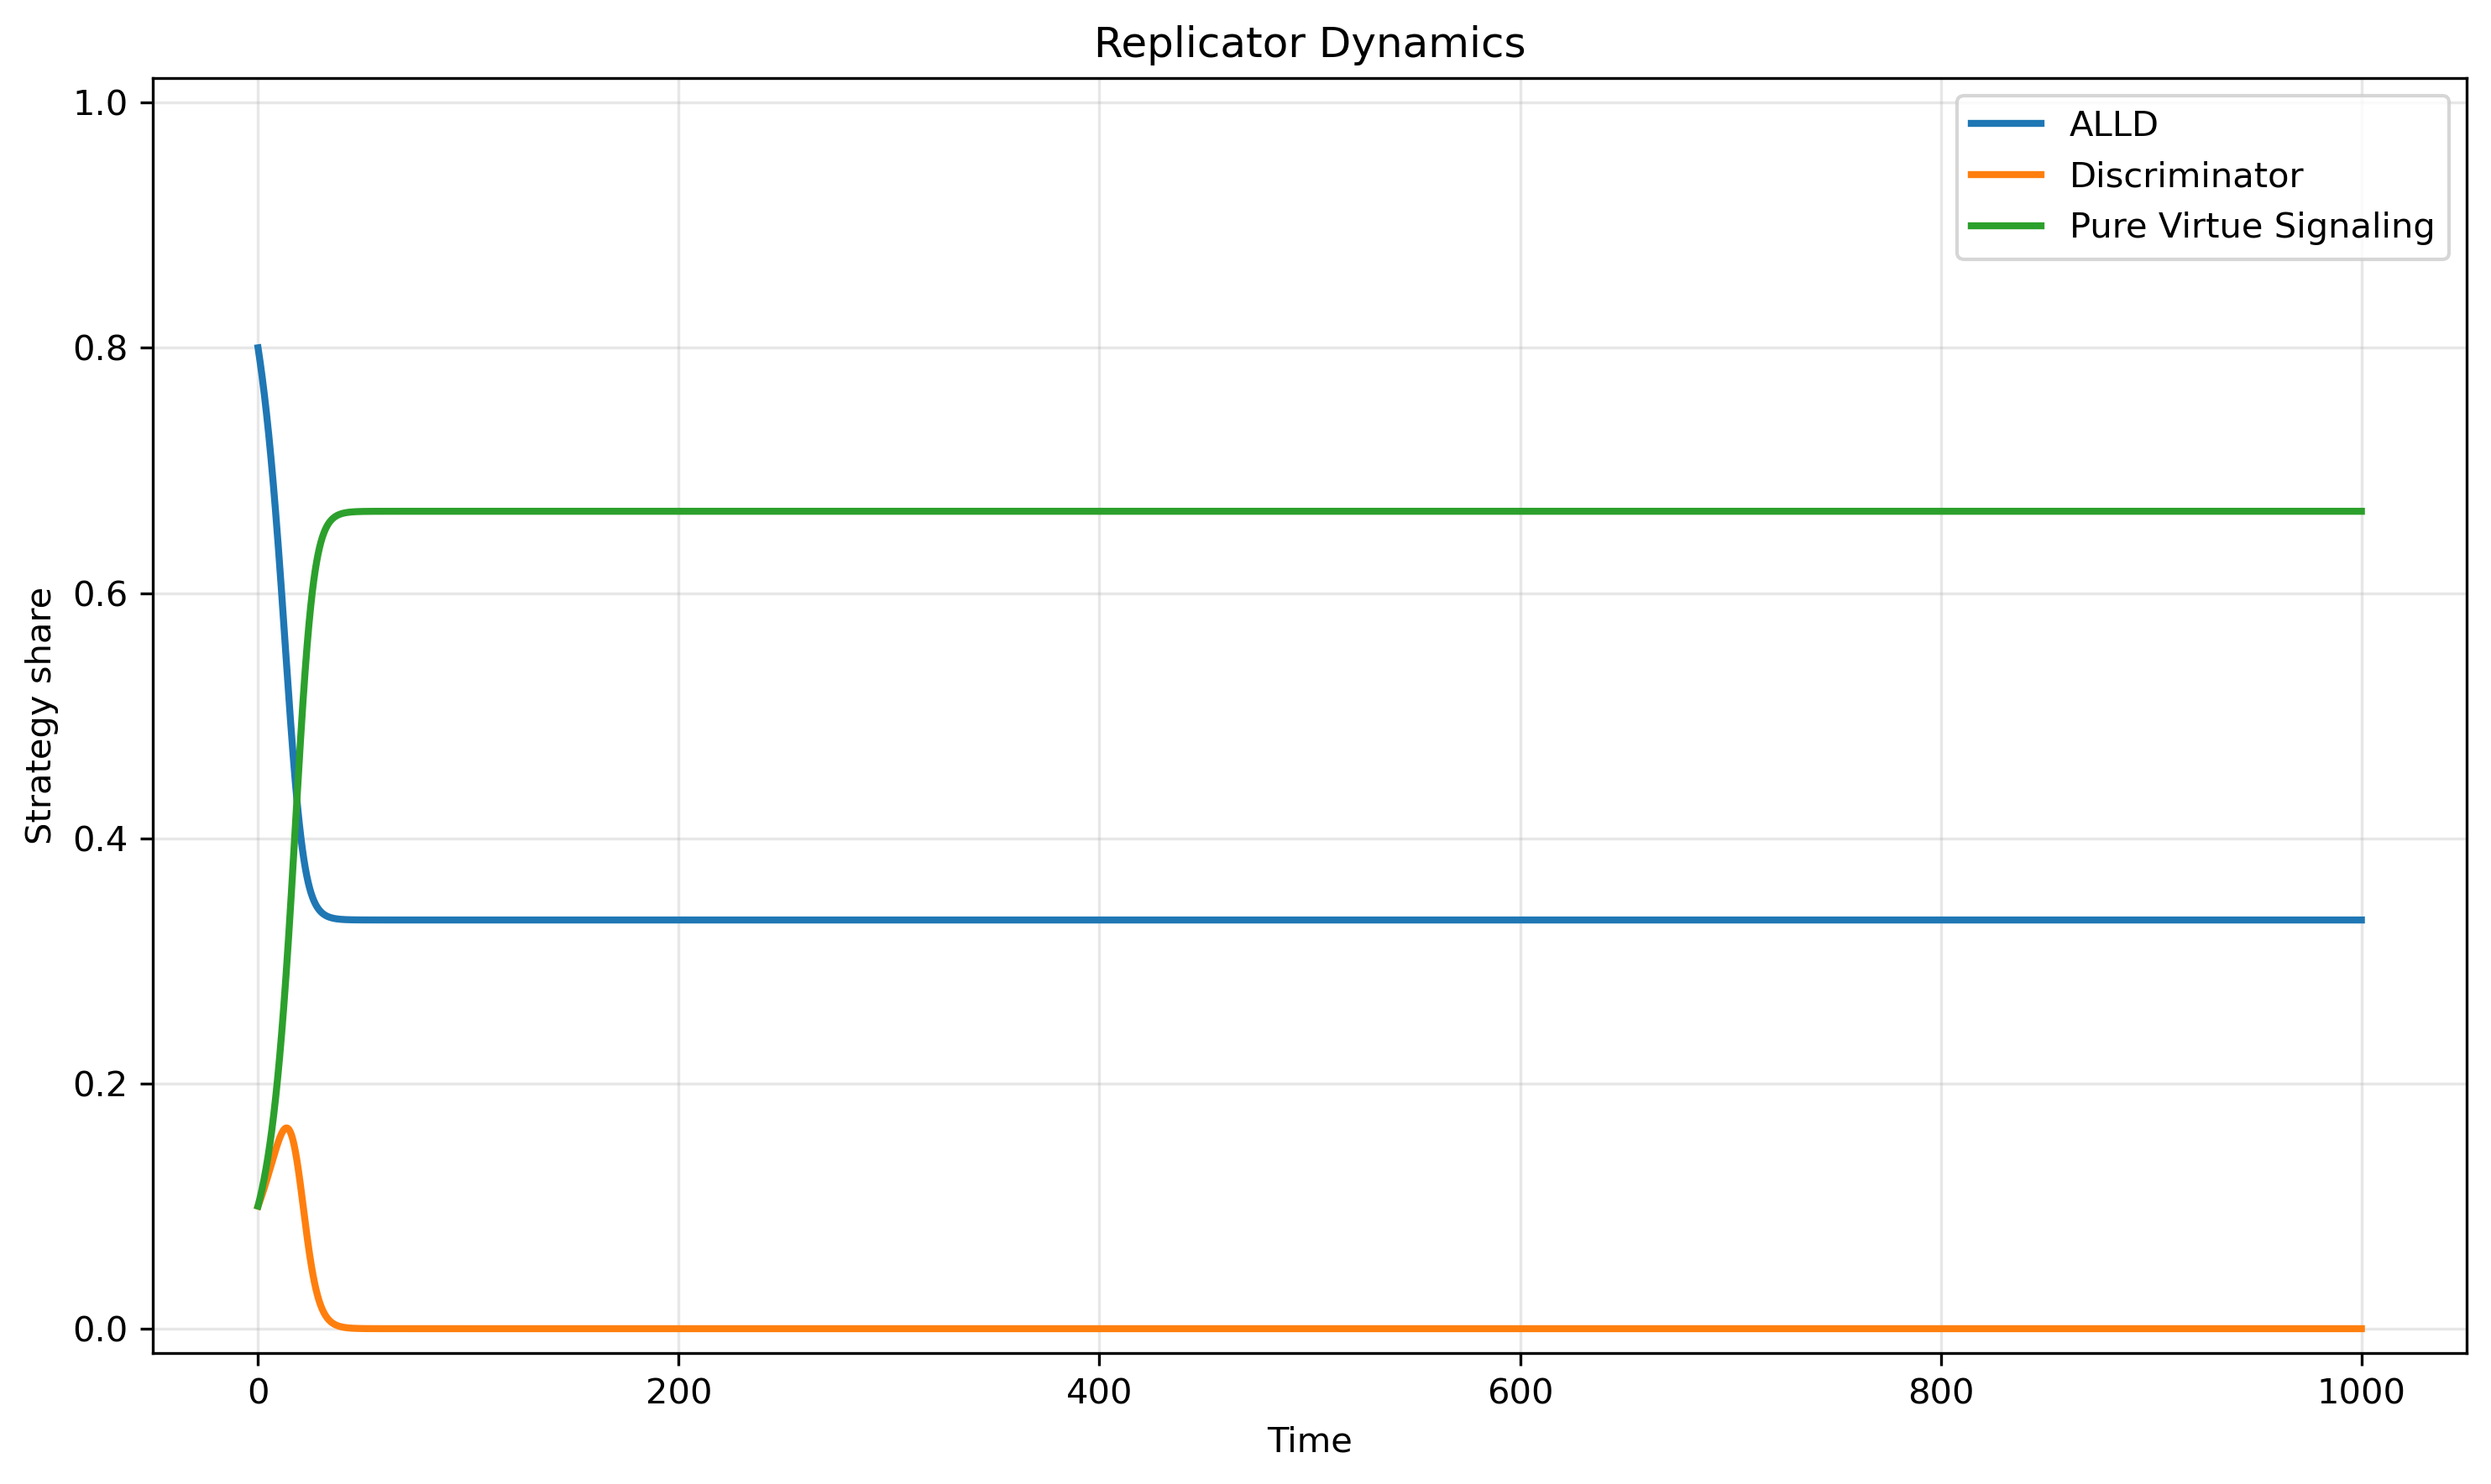 Replicator Dynamics
ALLD
Discriminator
Pure Virtue Signaling
Strategy share
1.0
0.8
0.6
0.4
0.2
0.0
0 200 400 600 800 1000
Time